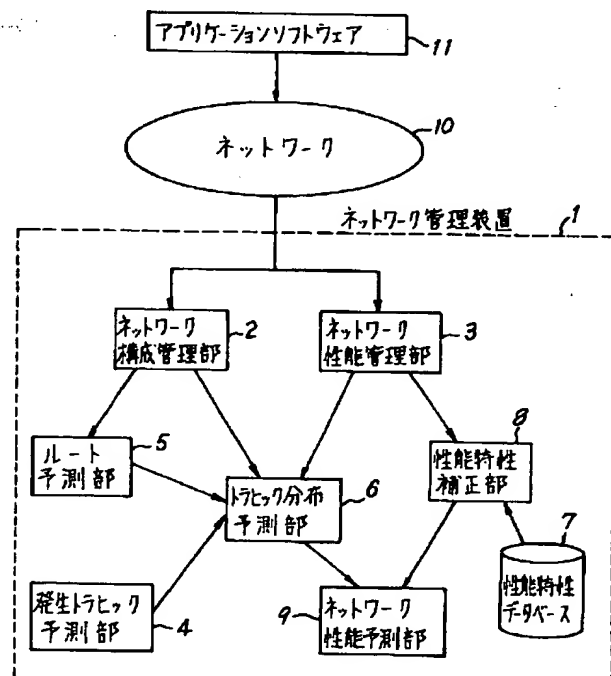 アプリケーションソフトウェア
11
10
ネットワーク
ネットワーク管理装置
1
ネットワーク
構成管理部
2
ネットワーク
性能管理部
3
ルート
予測部
5
トラヒック分布
予測部
6
性能特性
補正部
8
7
性能特性
データベース
発生トラヒック
予測部
4
9
ネットワーク
性能予測部